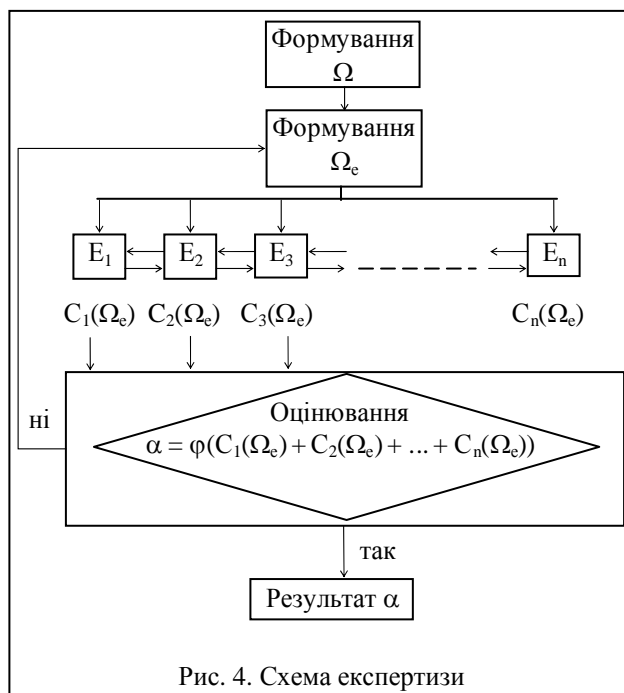 Формування
Ω
Формування
Ωₑ
E₁ E₂ E₃ Eₙ
C₁(Ωₑ) C₂(Ωₑ) C₃(Ωₑ) Cₙ(Ωₑ)
ні
Оцінювання
α = φ(C₁(Ωₑ) + C₂(Ωₑ) + ... + Cₙ(Ωₑ))
так
Результат α
Рис. 4. Схема експертизи